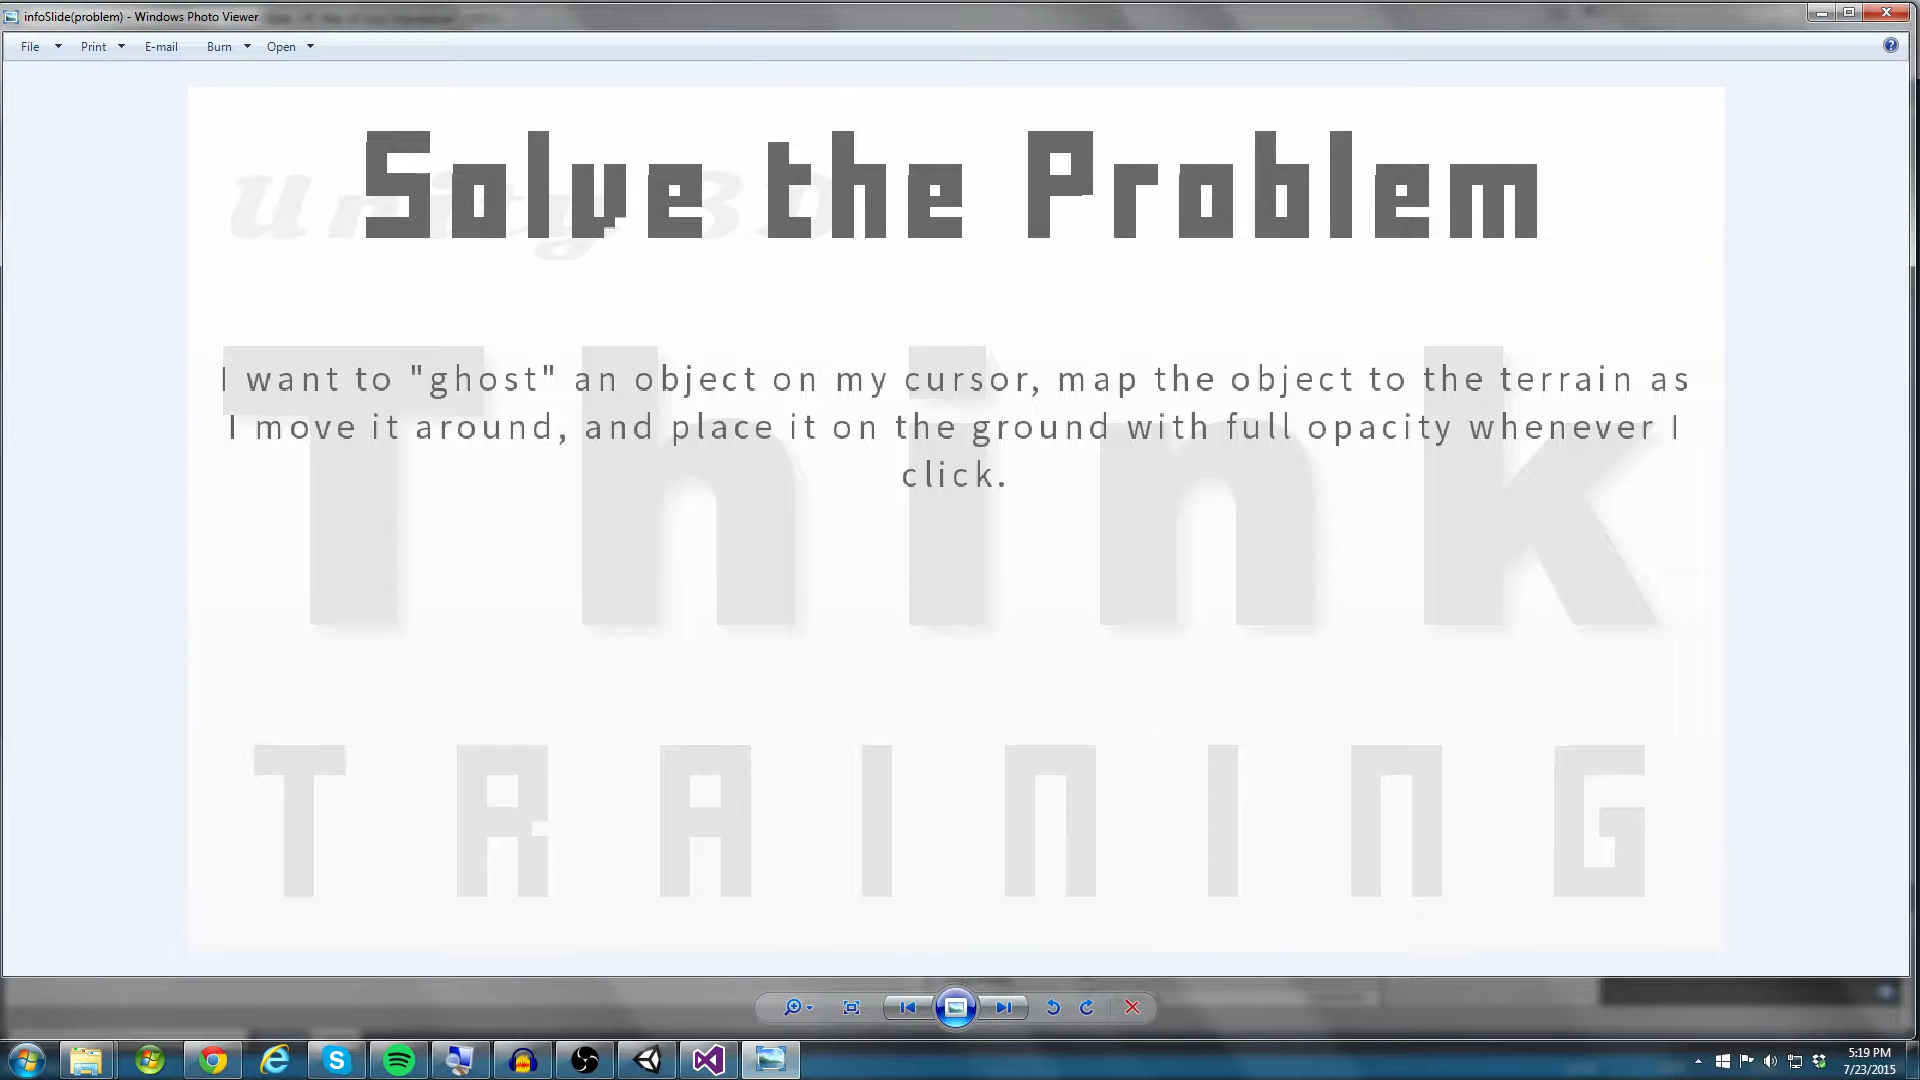 infoSlide(problem) - Windows Photo Viewer
File Print E-mail Burn Open
Solve the Problem
Unity 3D
I want to "ghost" an object on my cursor, map the object to the terrain as
I move it around, and place it on the ground with full opacity whenever I
click.
Think
TRAINING
5:19 PM
7/23/2015